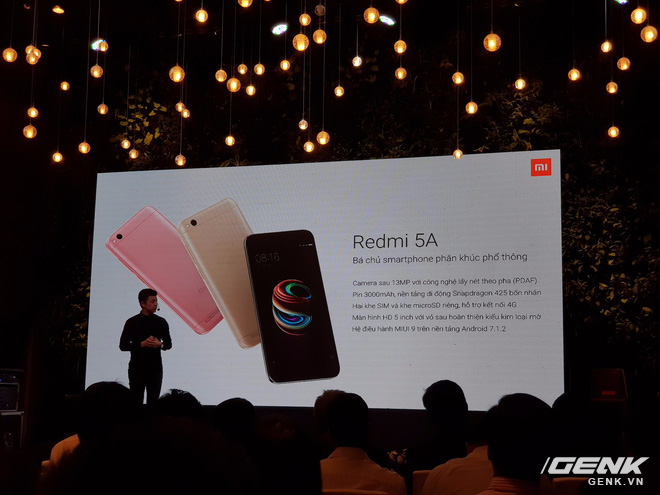 mi
Redmi 5A
Bá chủ smartphone phân khúc phổ thông
08:16
Camera sau 13MP với công nghệ lấy nét theo pha (PDAF)
Pin 3000mAh, nền tảng di động Snapdragon 425 bốn nhân
Hai khe SIM và khe microSD riêng, hỗ trợ kết nối 4G
Màn hình HD 5 inch với vỏ sau hoàn thiện kiểu kim loại mờ
Hệ điều hành MIUI 9 trên nền tảng Android 7.1.2
GENK
GENK.VN